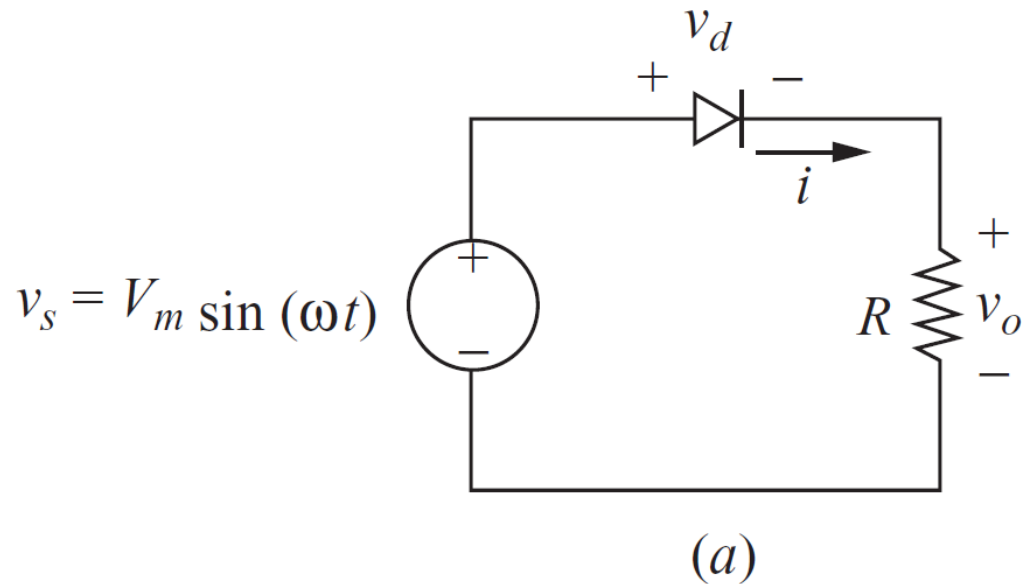 v_d
+ −
i
+
v_s = V_m sin (ωt)
+
−
R
v_o
−
(a)